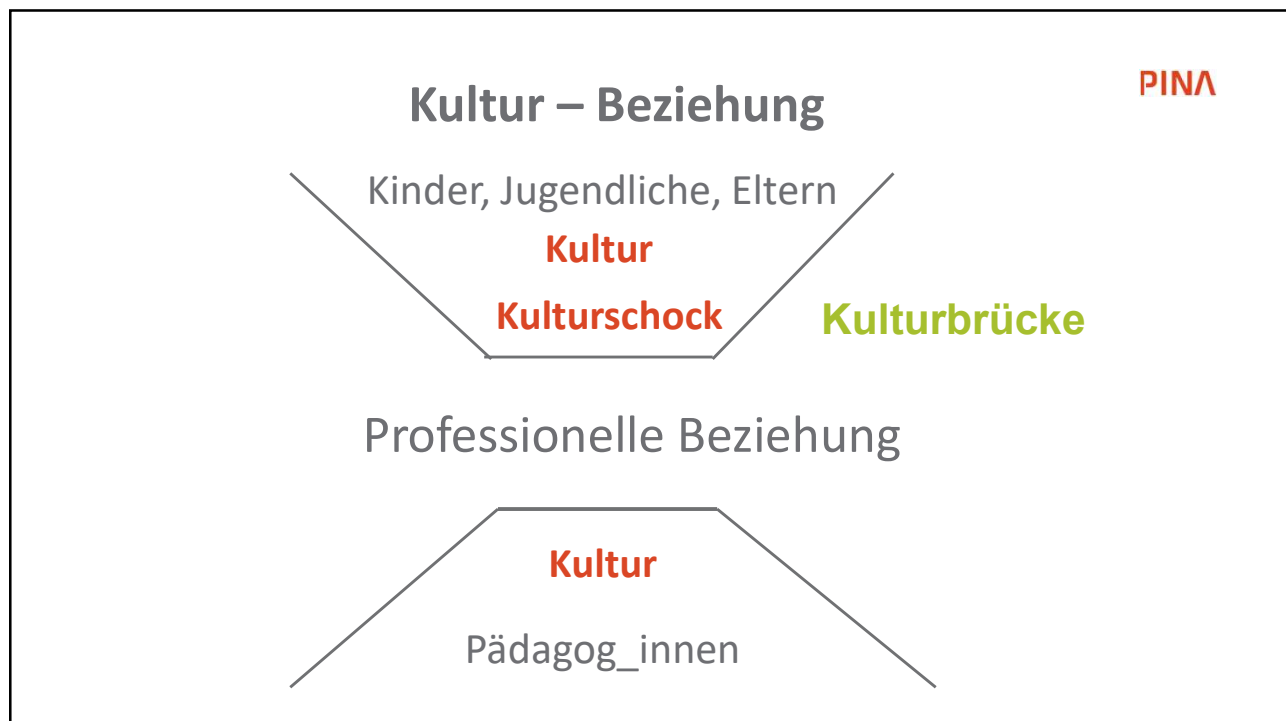 PINA
Kultur – Beziehung
Kinder, Jugendliche, Eltern
Kultur
Kulturschock
Kulturbrücke
Professionelle Beziehung
Kultur
Pädagog_innen